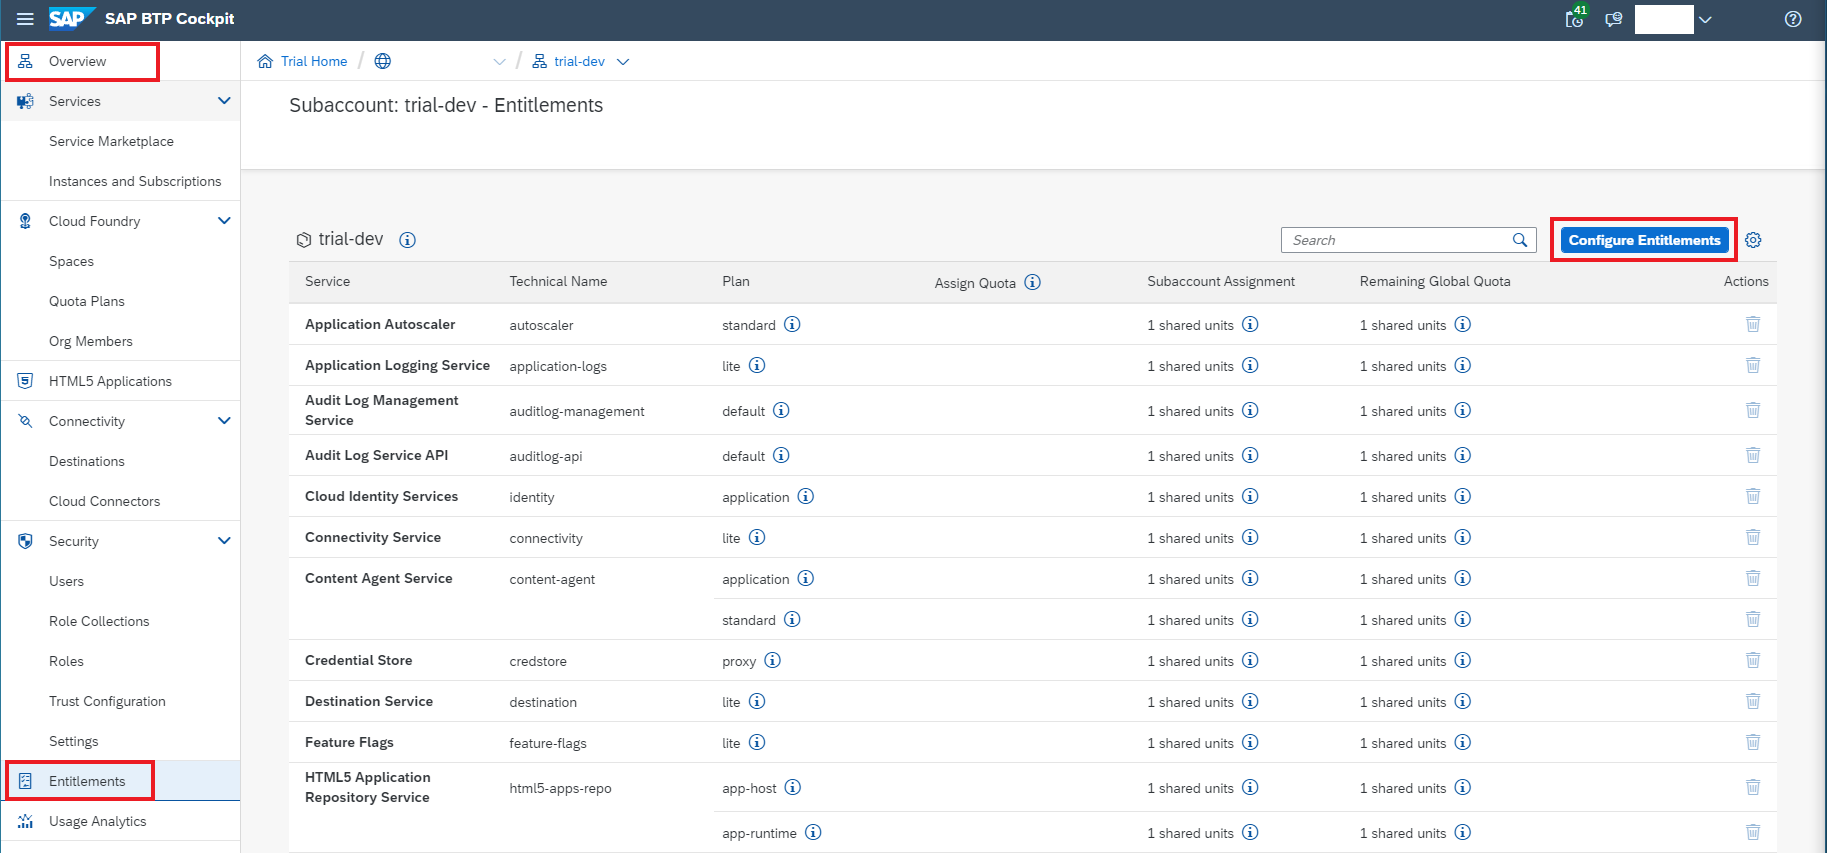 SAP SAP BTP Cockpit 41
Overview
Services
Service Marketplace
Instances and Subscriptions
Cloud Foundry
Spaces
Quota Plans
Org Members
HTML5 Applications
Connectivity
Destinations
Cloud Connectors
Security
Users
Role Collections
Roles
Trust Configuration
Settings
Entitlements
Usage Analytics
Trial Home / / trial-dev
Subaccount: trial-dev - Entitlements
trial-dev Search Configure Entitlements
Service Technical Name Plan Assign Quota Subaccount Assignment Remaining Global Quota Actions
Application Autoscaler autoscaler standard 1 shared units 1 shared units
Application Logging Service application-logs lite 1 shared units 1 shared units
Audit Log Management
Service auditlog-management default 1 shared units 1 shared units
Audit Log Service API auditlog-api default 1 shared units 1 shared units
Cloud Identity Services identity application 1 shared units 1 shared units
Connectivity Service connectivity lite 1 shared units 1 shared units
Content Agent Service content-agent application 1 shared units 1 shared units
standard 1 shared units 1 shared units
Credential Store credstore proxy 1 shared units 1 shared units
Destination Service destination lite 1 shared units 1 shared units
Feature Flags feature-flags lite 1 shared units 1 shared units
HTML5 Application
Repository Service html5-apps-repo app-host 1 shared units 1 shared units
app-runtime 1 shared units 1 shared units